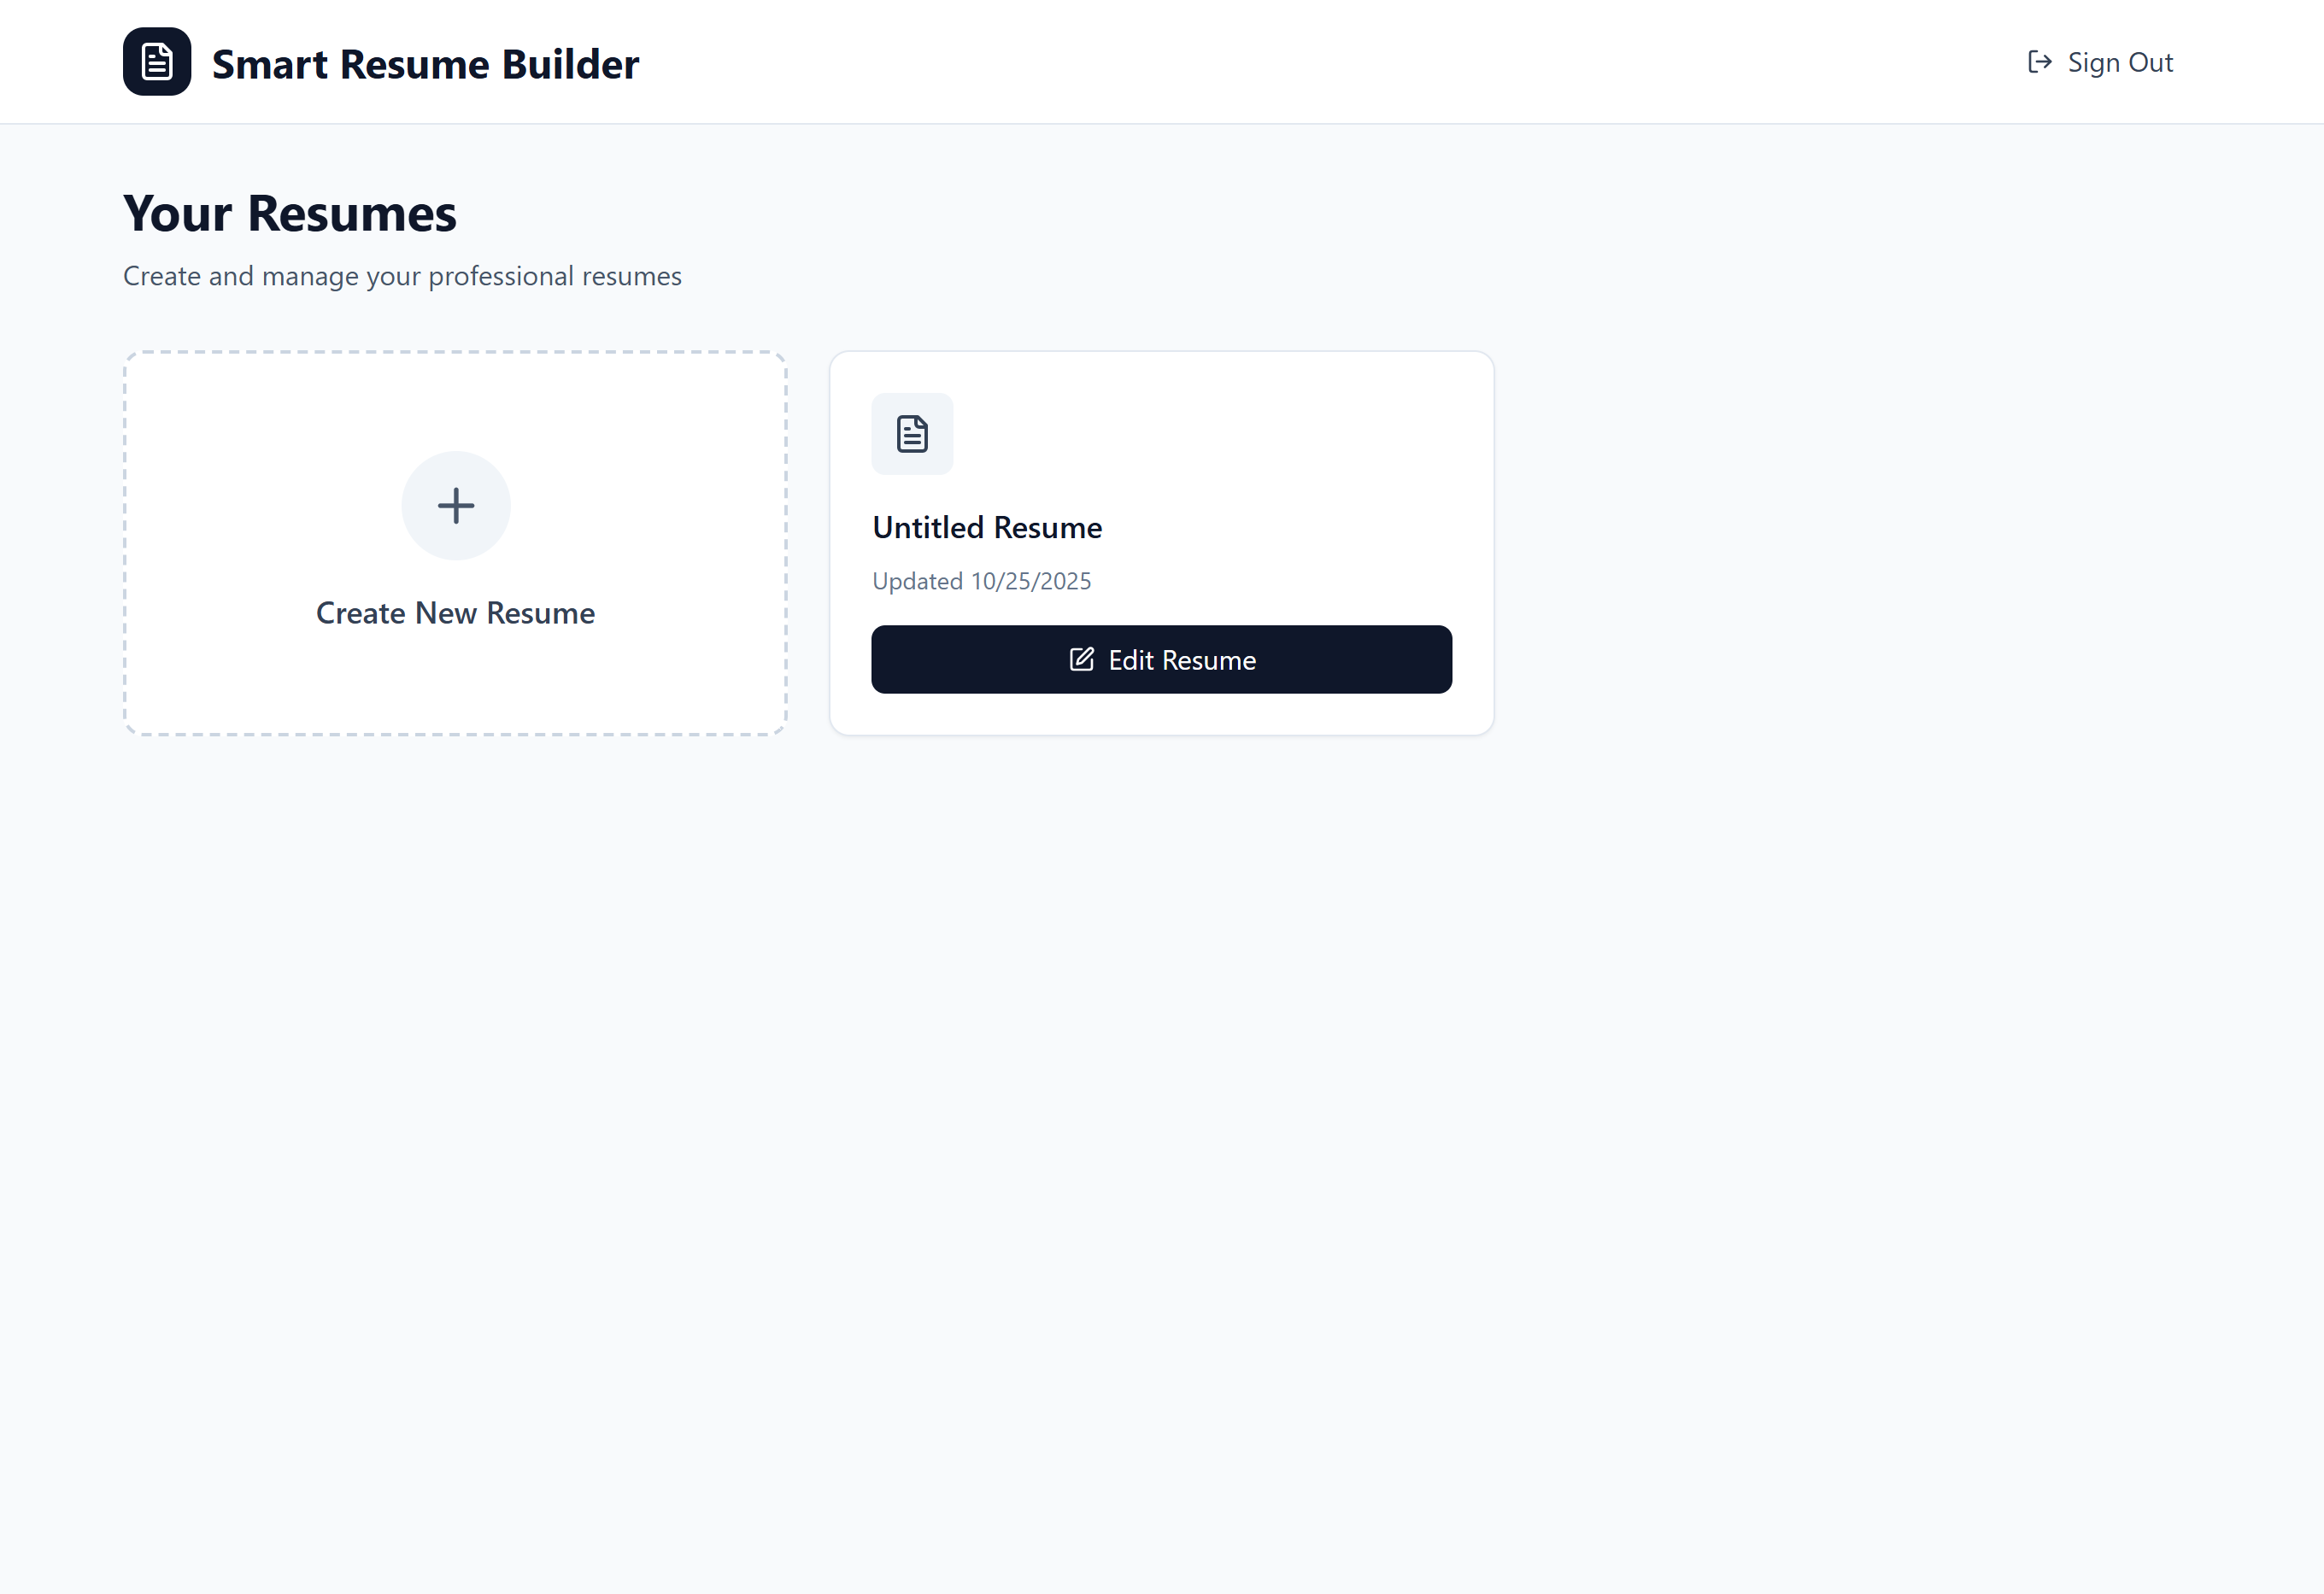 Smart Resume Builder
Sign Out
Your Resumes
Create and manage your professional resumes
Create New Resume
Untitled Resume
Updated 10/25/2025
Edit Resume